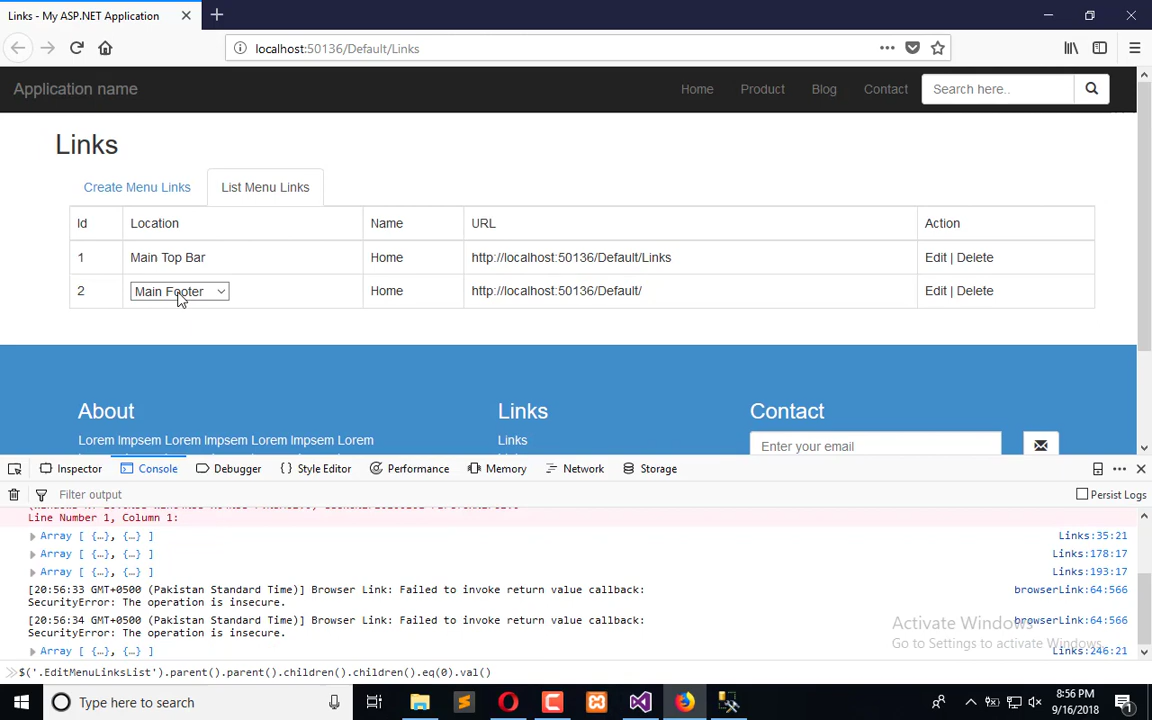 Links - My ASP.NET Application
localhost:50136/Default/Links
Application name
Home Product Blog Contact Search here..
Links
Create Menu Links List Menu Links
Id Location Name URL Action
1 Main Top Bar Home http://localhost:50136/Default/Links Edit | Delete
2 Main Footer Home http://localhost:50136/Default/ Edit | Delete
About Links Contact
Lorem Impsem Lorem Impsem Lorem Impsem Lorem Links Enter your email
Inspector Console Debugger {} Style Editor Performance Memory Network Storage
Filter output Persist Logs
Line Number 1, Column 1:
Array [ {…}, {…} ] Links:35:21
Array [ {…}, {…} ] Links:178:17
Array [ {…}, {…} ] Links:193:17
[20:56:33 GMT+0500 (Pakistan Standard Time)] Browser Link: Failed to invoke return value callback: browserLink:64:566
SecurityError: The operation is insecure.
[20:56:34 GMT+0500 (Pakistan Standard Time)] Browser Link: Failed to invoke return value callback: browserLink:64:566
SecurityError: The operation is insecure.
Array [ {…}, {…} ] Links:246:21
Activate Windows
Go to Settings to activate Windows.
$('.EditMenuLinksList').parent().parent().children().children().eq(0).val()
Type here to search
8:56 PM
9/16/2018
1